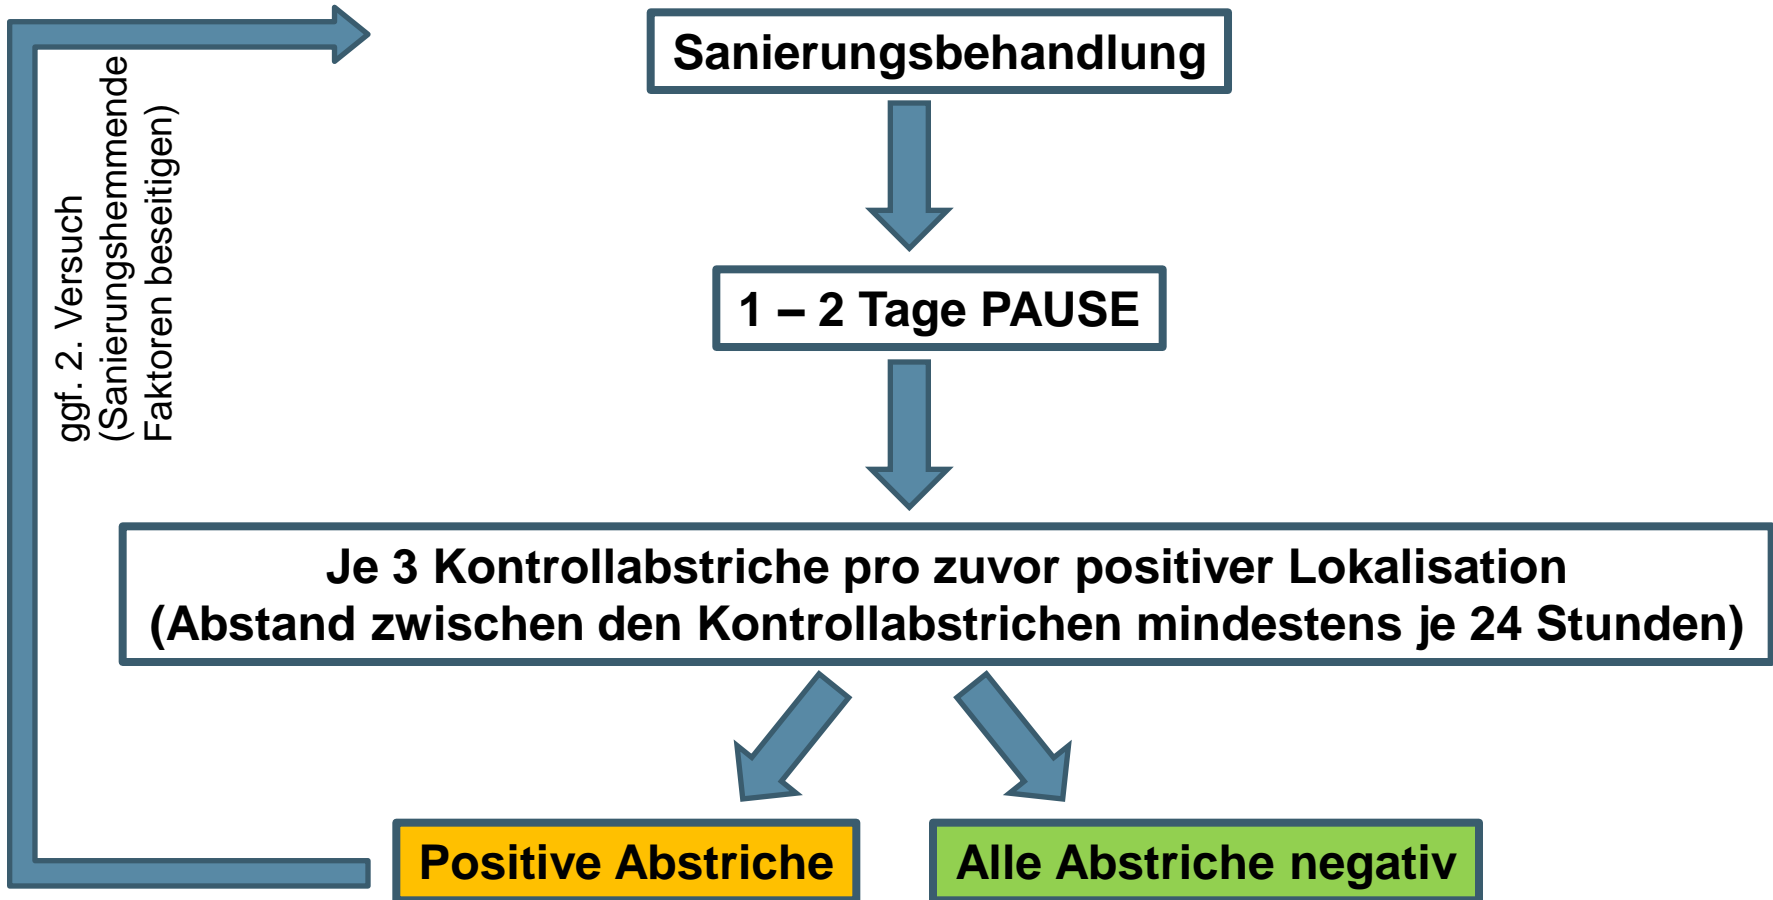 Sanierungsbehandlung
ggf. 2. Versuch
(Sanierungshemmende
Faktoren beseitigen)
1 – 2 Tage PAUSE
Je 3 Kontrollabstriche pro zuvor positiver Lokalisation
(Abstand zwischen den Kontrollabstrichen mindestens je 24 Stunden)
Positive Abstriche
Alle Abstriche negativ